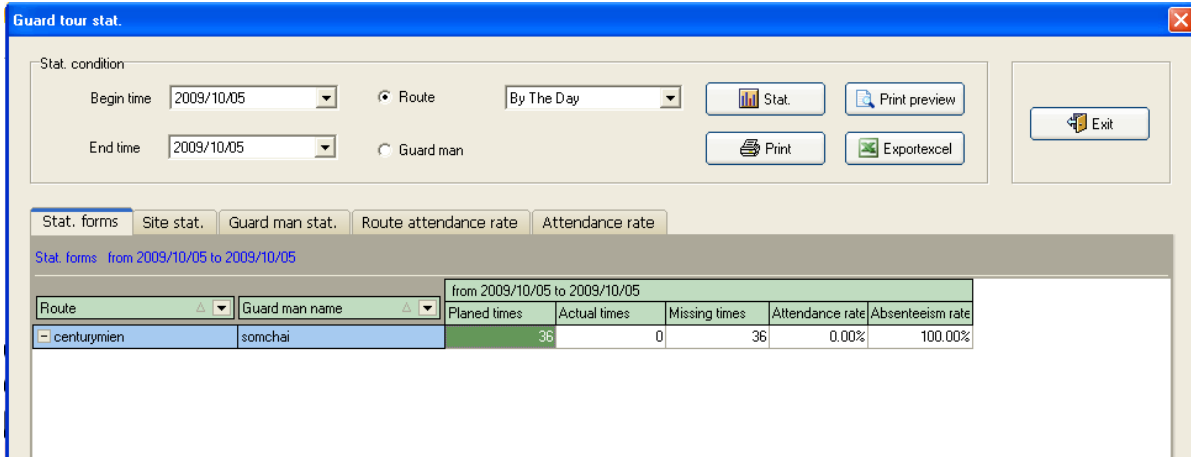 Guard tour stat.
Stat. condition
Begin time 2009/10/05 Route By The Day Stat. Print preview
Exit
End time 2009/10/05 Guard man Print Exportexcel
Stat. forms Site stat. Guard man stat. Route attendance rate Attendance rate
Stat. forms from 2009/10/05 to 2009/10/05
from 2009/10/05 to 2009/10/05
Route Guard man name Planed times Actual times Missing times Attendance rate Absenteeism rate
centurymien somchai 36 0 36 0.00% 100.00%